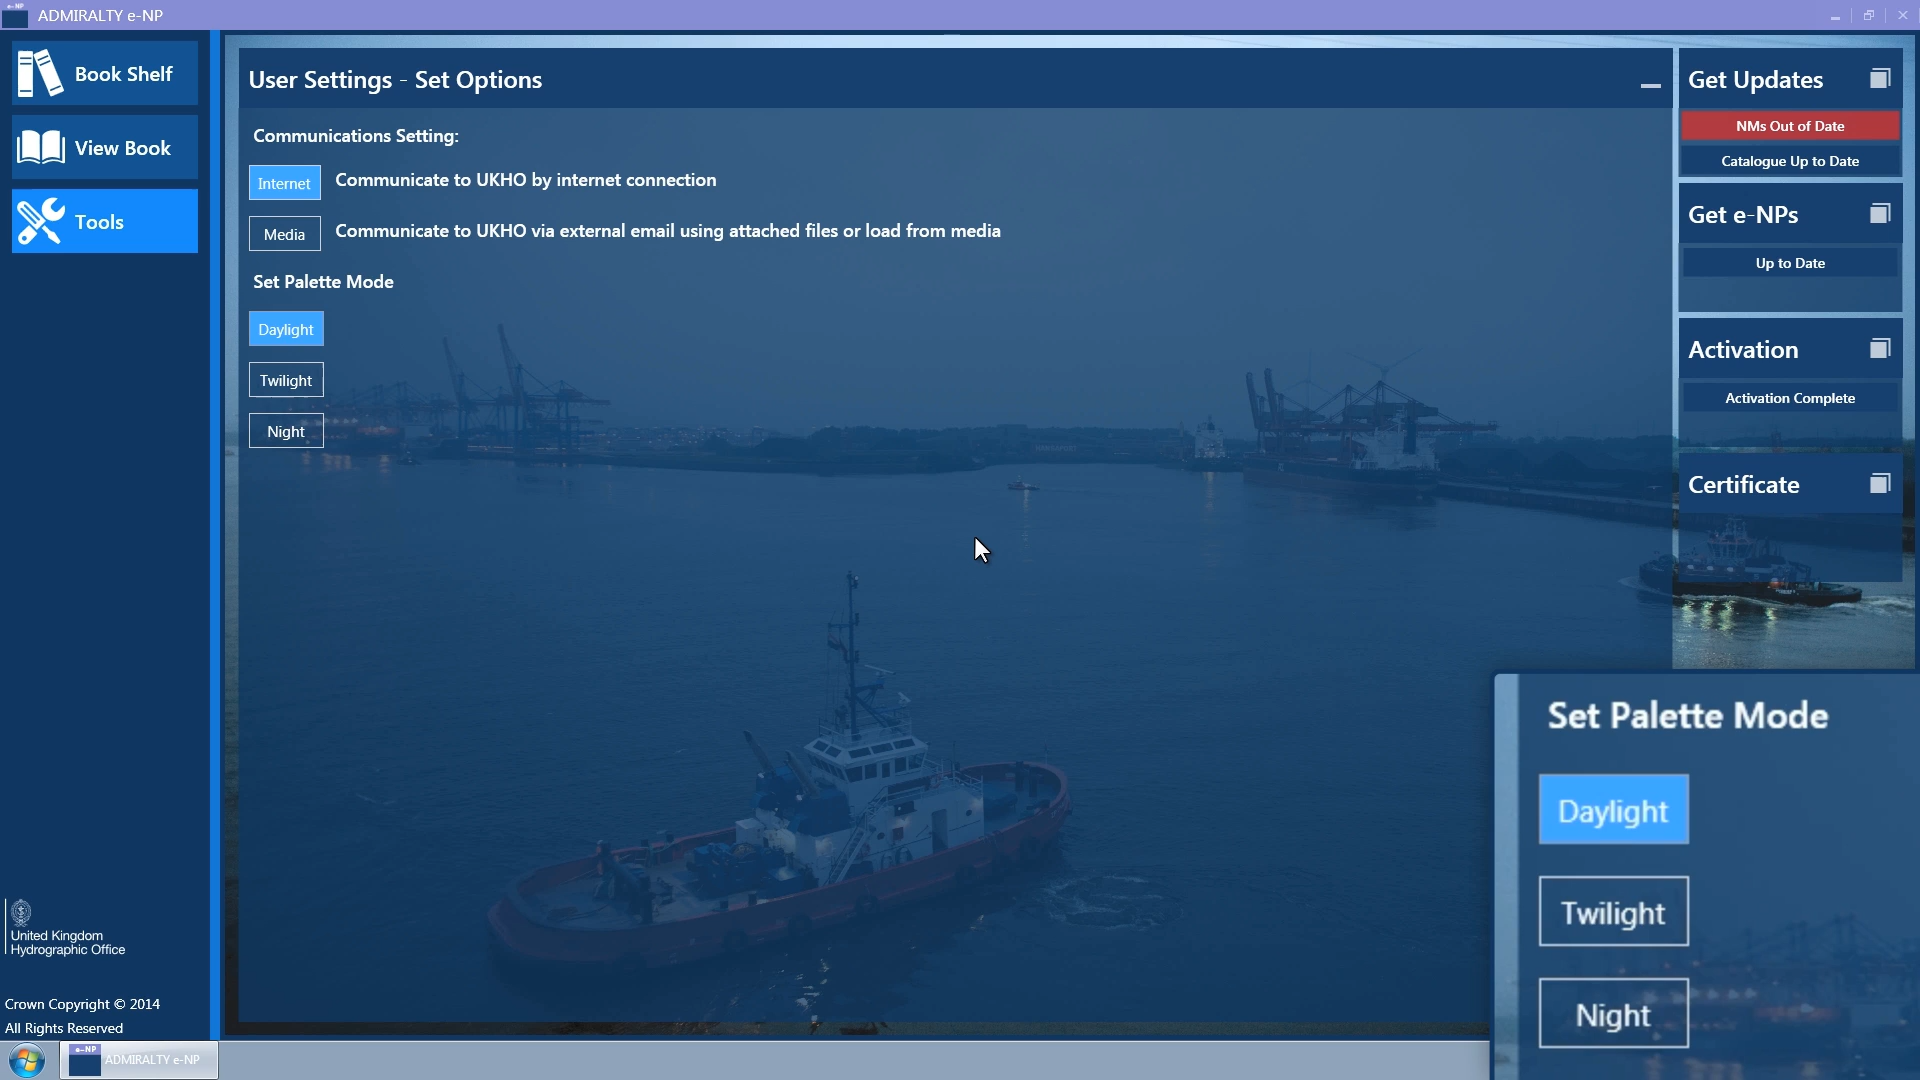 e-NP
ADMIRALTY e-NP
Book Shelf
View Book
Tools
User Settings - Set Options
Communications Setting:
Internet
Communicate to UKHO by internet connection
Media
Communicate to UKHO via external email using attached files or load from media
Set Palette Mode
Daylight
Twilight
Night
Get Updates
NMs Out of Date
Catalogue Up to Date
Get e-NPs
Up to Date
Activation
Activation Complete
Certificate
Set Palette Mode
Daylight
Twilight
Night
United Kingdom
Hydrographic Office
Crown Copyright © 2014
All Rights Reserved
e-NP
ADMIRALTY e-NP